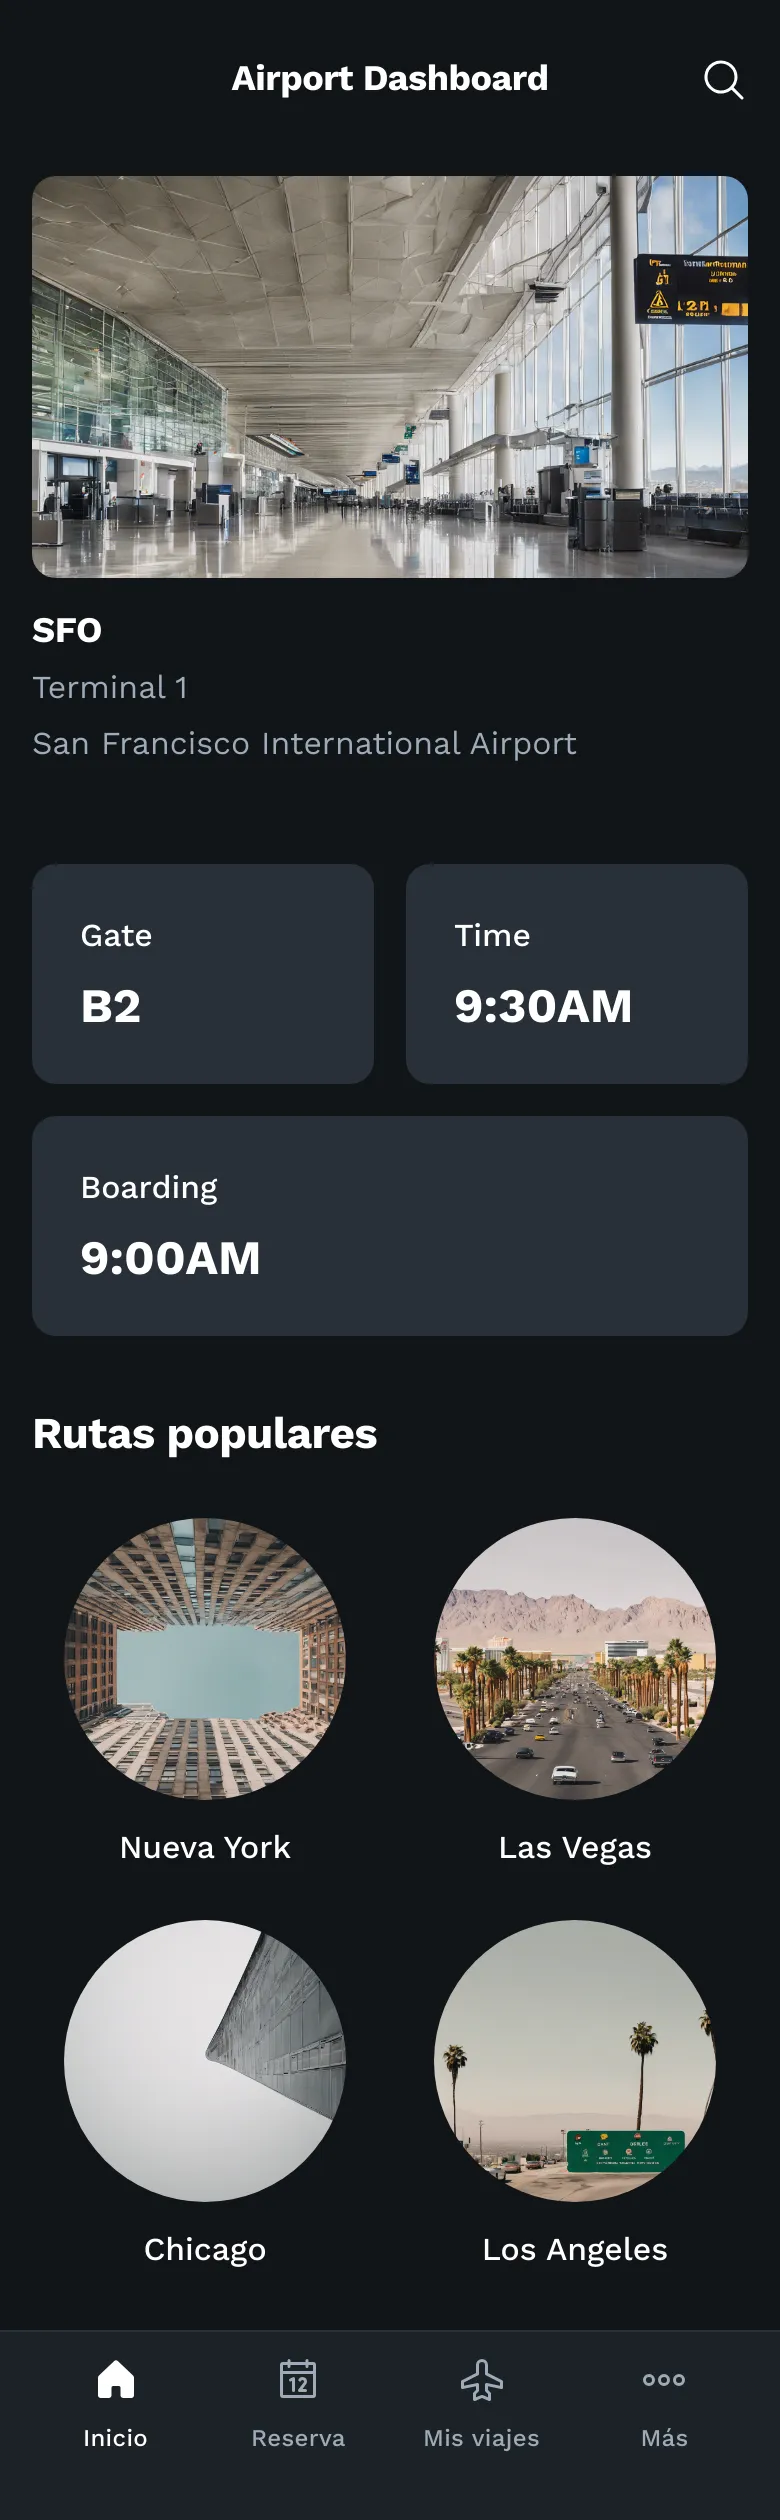 Airport Dashboard
SFO
Terminal 1
San Francisco International Airport
Gate
B2
Time
9:30AM
Boarding
9:00AM
Rutas populares
Nueva York
Las Vegas
Chicago
Los Angeles
12
Inicio
Reserva
Mis viajes
Más